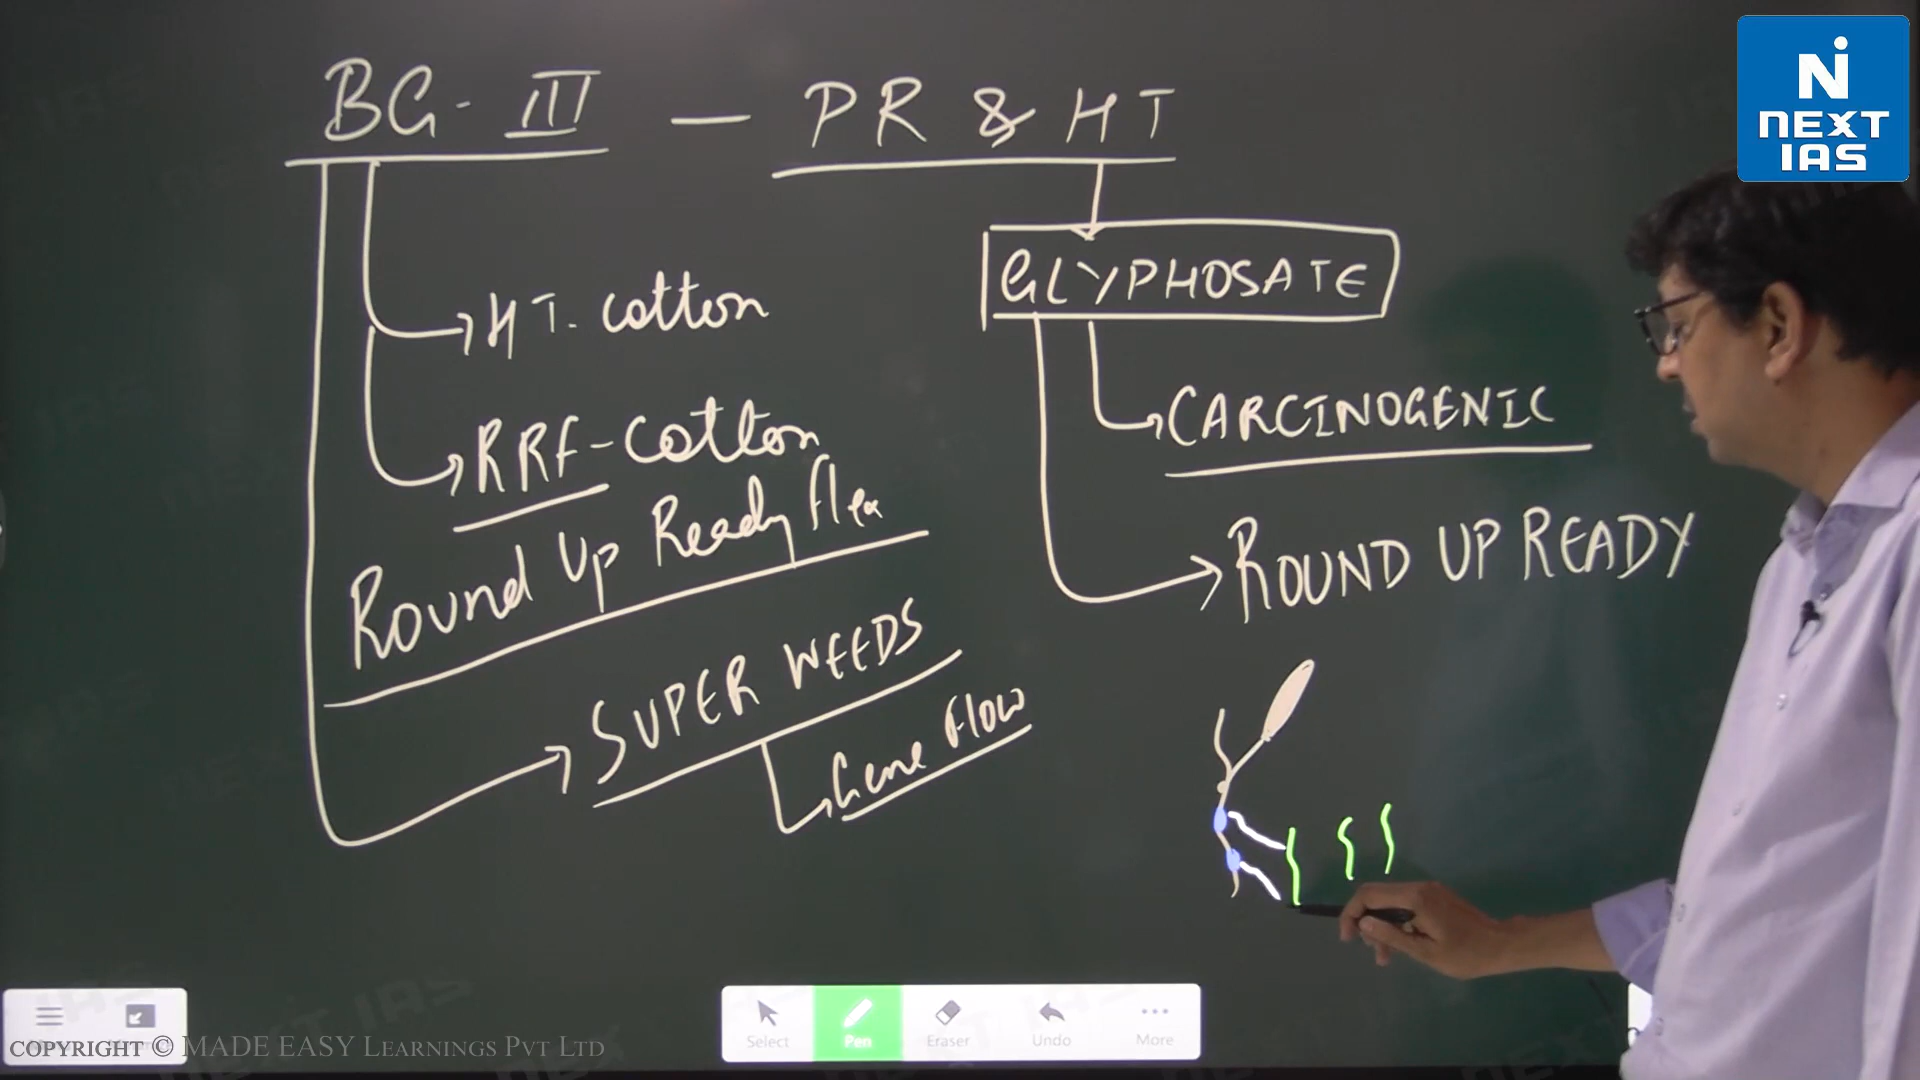 BG-III — PR & HT
GLYPHOSATE
HT. cotton
CARCINOGENIC
RRF-cotton
Round Up Ready Flex
ROUND UP READY
SUPER WEEDS
Gene Flow
NEXT
IAS
Select
Pen
Eraser
Undo
More
COPYRIGHT © MADE EASY LEARNINGS PVT LTD